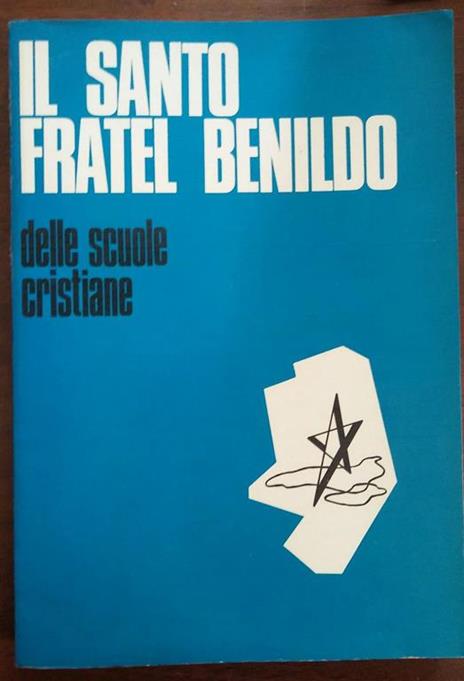 IL SANTO
FRATEL BENILDO
delle scuole
cristiane